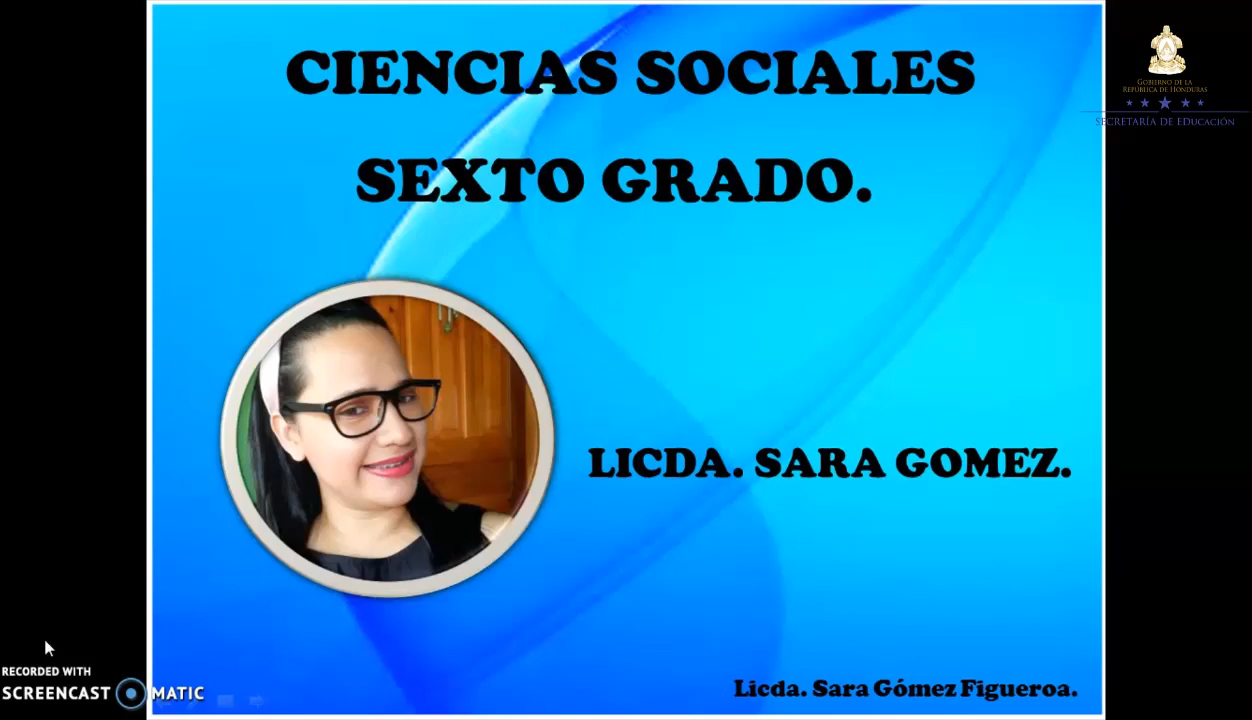 CIENCIAS SOCIALES
SEXTO GRADO.
LICDA. SARA GOMEZ.
Licda. Sara Gómez Figueroa.
GOBIERNO DE LA
REPÚBLICA DE HONDURAS
SECRETARÍA DE EDUCACIÓN
RECORDED WITH
SCREENCAST MATIC